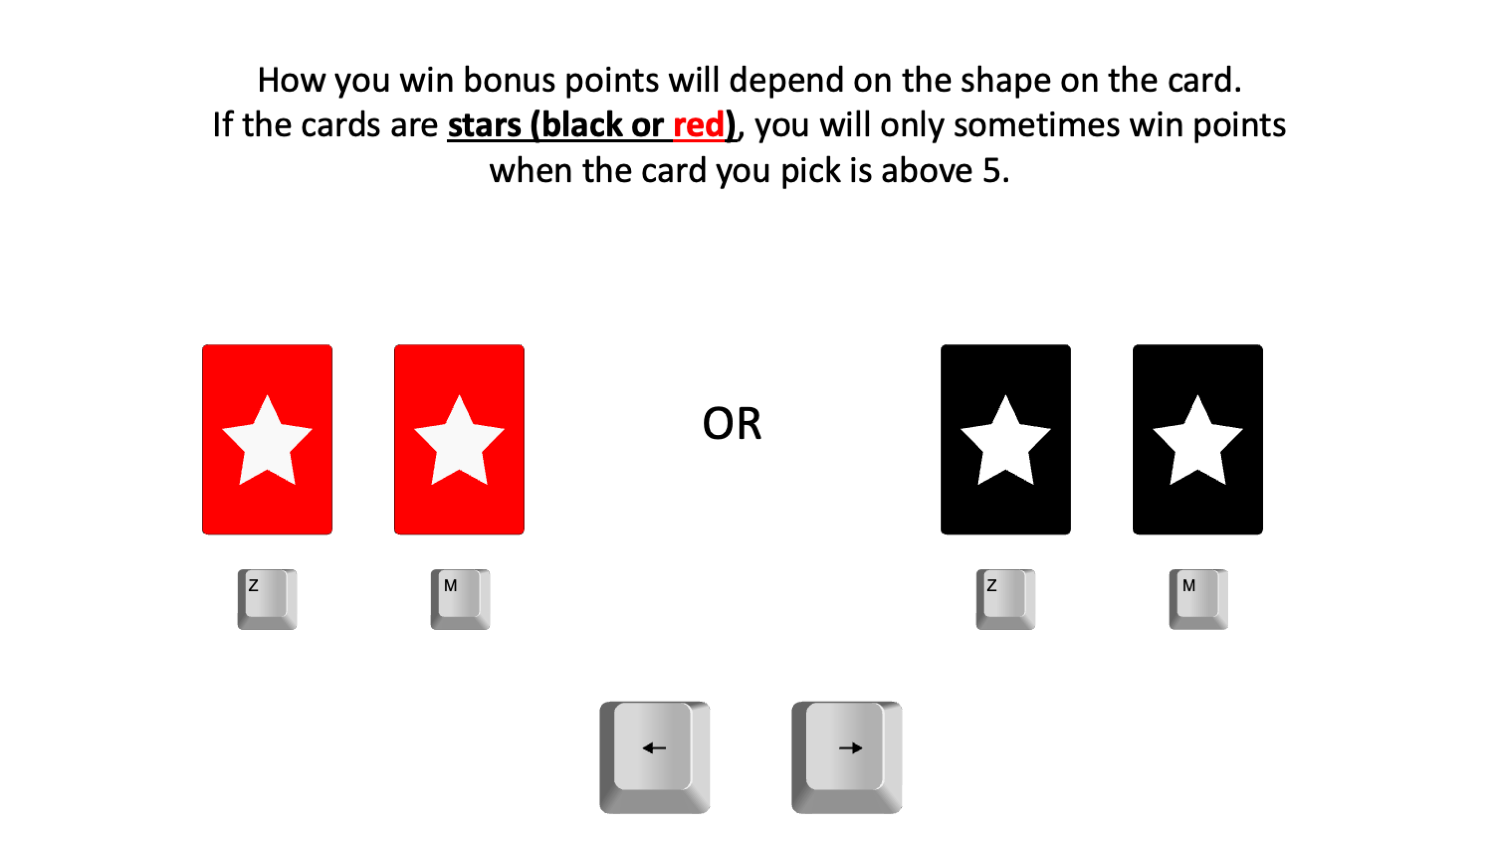 How you win bonus points will depend on the shape on the card.
If the cards are stars (black or red), you will only sometimes win points
when the card you pick is above 5.
OR
Z
M
Z
M
←
→